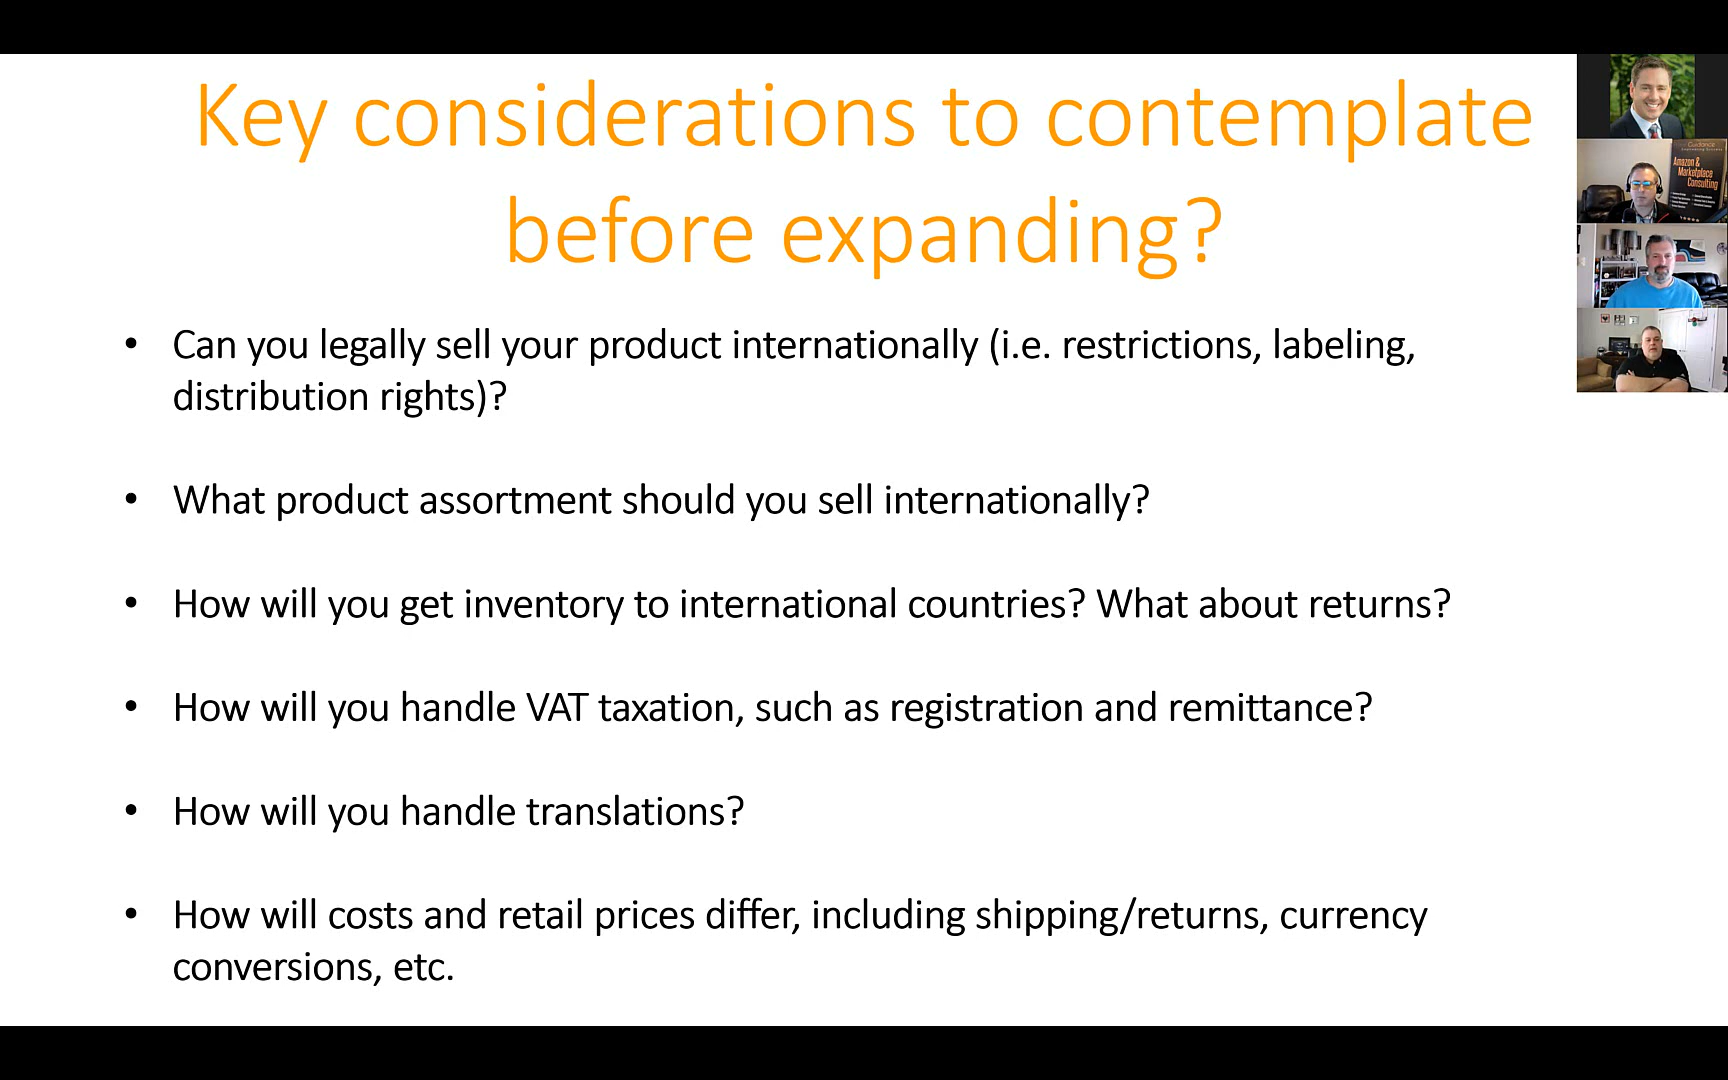 Key considerations to contemplate
before expanding?
• Can you legally sell your product internationally (i.e. restrictions, labeling,
distribution rights)?
• What product assortment should you sell internationally?
• How will you get inventory to international countries? What about returns?
• How will you handle VAT taxation, such as registration and remittance?
• How will you handle translations?
• How will costs and retail prices differ, including shipping/returns, currency
conversions, etc.
Guidance
Amazon &
Marketplace
Consulting